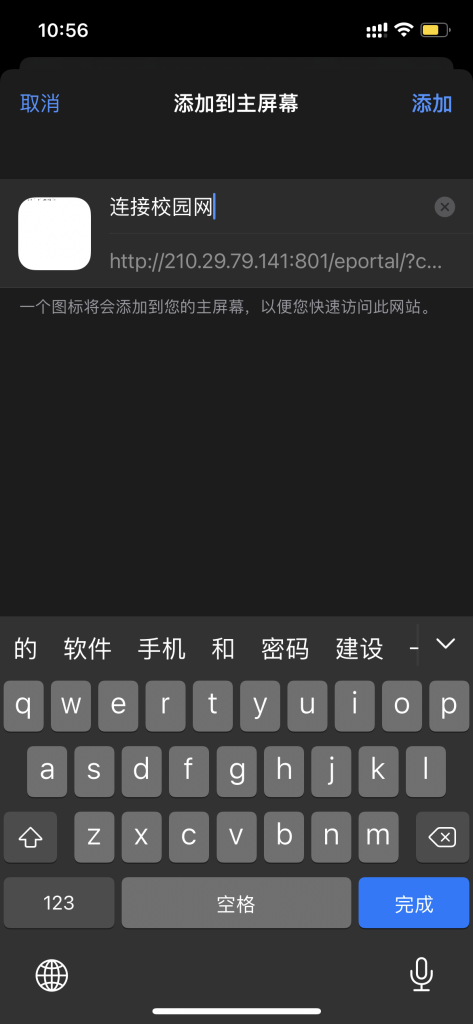 10:56
取消 添加到主屏幕 添加
连接校园网
http://210.29.79.141:801/eportal/?c...
一个图标将会添加到您的主屏幕，以便您快速访问此网站。
的 软件 手机 和 密码 建设
q w e r t y u i o p
a s d f g h j k l
z x c v b n m
123 空格 完成